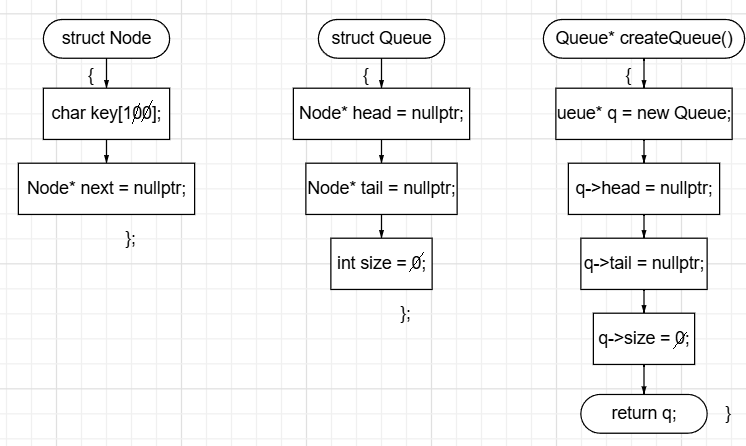 struct Node
{
char key[100];
Node* next = nullptr;
};
struct Queue
{
Node* head = nullptr;
Node* tail = nullptr;
int size = 0;
};
Queue* createQueue()
{
ueue* q = new Queue;
q->head = nullptr;
q->tail = nullptr;
q->size = 0;
return q;
}